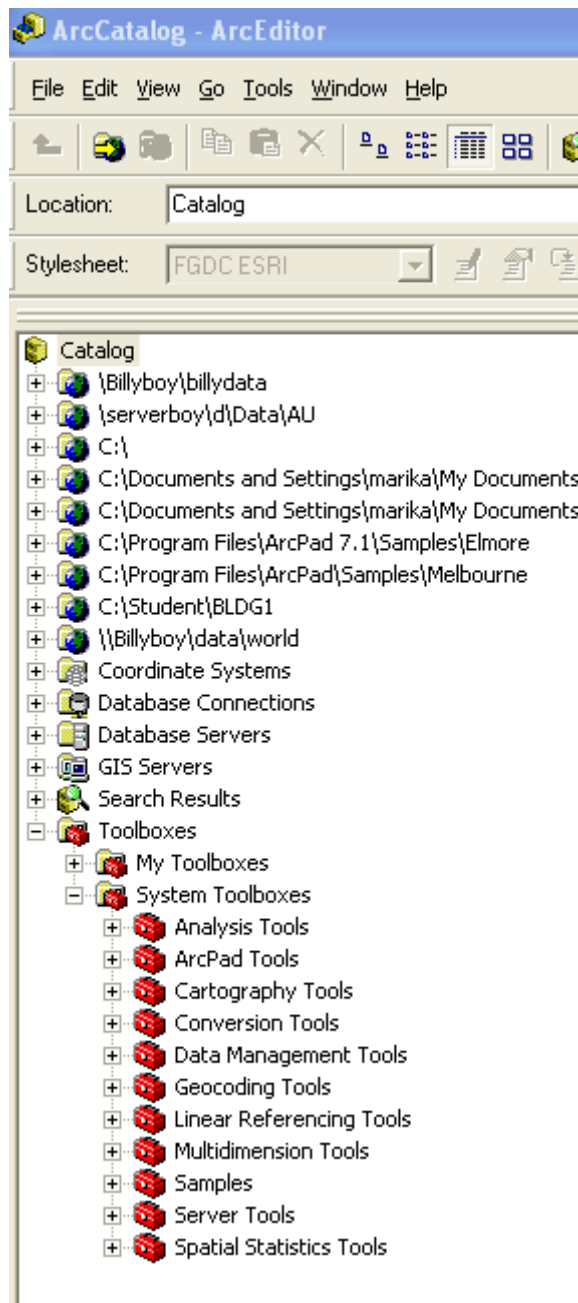 ArcCatalog - ArcEditor
File Edit View Go Tools Window Help
Location: Catalog
Stylesheet: FGDC ESRI
Catalog
\Billyboy\billydata
\serverboy\d\Data\AU
C:\
C:\Documents and Settings\marika\My Documents
C:\Documents and Settings\marika\My Documents
C:\Program Files\ArcPad 7.1\Samples\Elmore
C:\Program Files\ArcPad\Samples\Melbourne
C:\Student\BLDG1
\\Billyboy\data\world
Coordinate Systems
Database Connections
Database Servers
GIS Servers
Search Results
Toolboxes
My Toolboxes
System Toolboxes
Analysis Tools
ArcPad Tools
Cartography Tools
Conversion Tools
Data Management Tools
Geocoding Tools
Linear Referencing Tools
Multidimension Tools
Samples
Server Tools
Spatial Statistics Tools